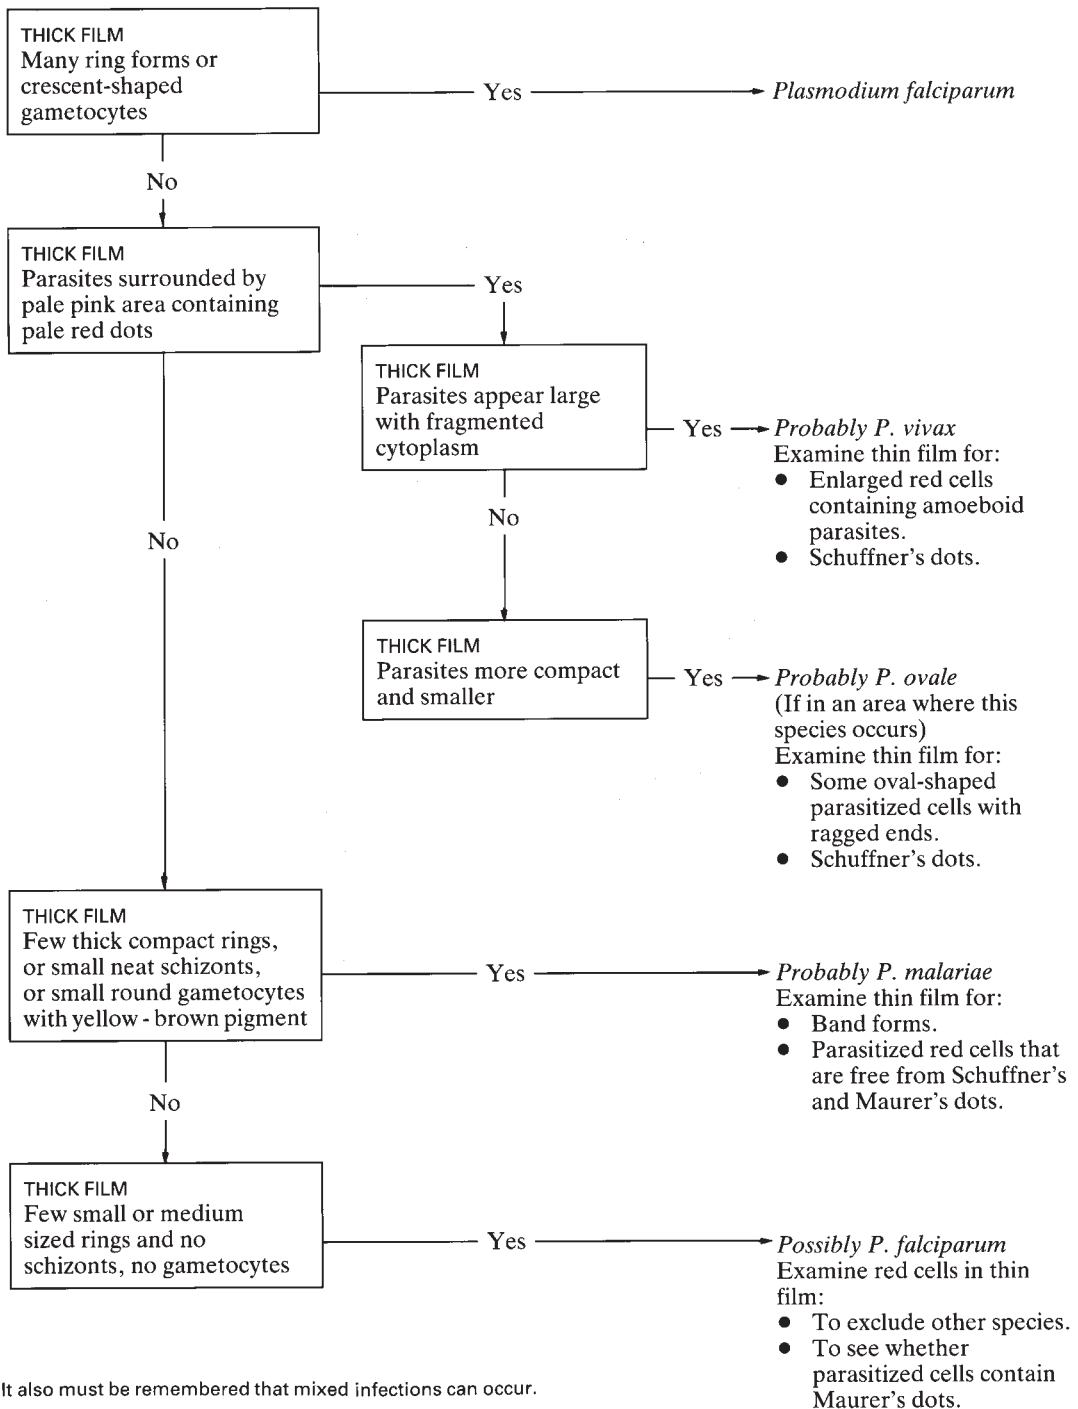 THICK FILM
Many ring forms or
crescent-shaped
gametocytes
Yes
Plasmodium falciparum
No
THICK FILM
Parasites surrounded by
pale pink area containing
pale red dots
Yes
THICK FILM
Parasites appear large
with fragmented
cytoplasm
Yes
Probably P. vivax
Examine thin film for:
● Enlarged red cells
containing amoeboid
parasites.
● Schuffner's dots.
No
No
THICK FILM
Parasites more compact
and smaller
Yes
Probably P. ovale
(If in an area where this
species occurs)
Examine thin film for:
● Some oval-shaped
parasitized cells with
ragged ends.
● Schuffner's dots.
THICK FILM
Few thick compact rings,
or small neat schizonts,
or small round gametocytes
with yellow - brown pigment
Yes
Probably P. malariae
Examine thin film for:
● Band forms.
● Parasitized red cells that
are free from Schuffner's
and Maurer's dots.
No
THICK FILM
Few small or medium
sized rings and no
schizonts, no gametocytes
Yes
Possibly P. falciparum
Examine red cells in thin
film:
● To exclude other species.
● To see whether
parasitized cells contain
Maurer's dots.
It also must be remembered that mixed infections can occur.